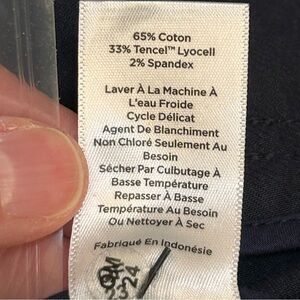 65% Coton
33% Tencel™ Lyocell
2% Spandex
Laver À La Machine À
L'eau Froide
Cycle Délicat
Agent De Blanchiment
Non Chloré Seulement Au
Besoin
Sécher Par Culbutage À
Basse Température
Repasser À Basse
Température Au Besoin
Ou Nettoyer À Sec
Fabriqué En Indonésie